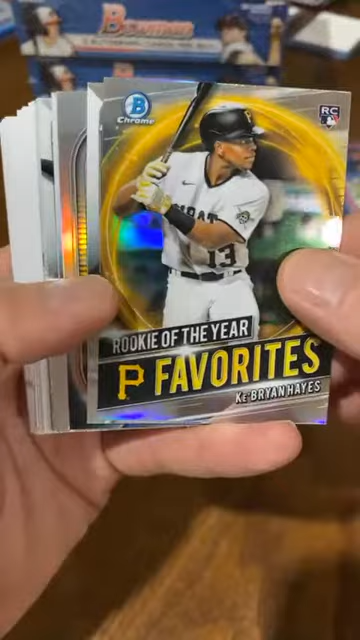 Bowman
B
Chrome
RC
P
PIRAT
13
ROOKIE OF THE YEAR
P FAVORITES
KE'BRYAN HAYES